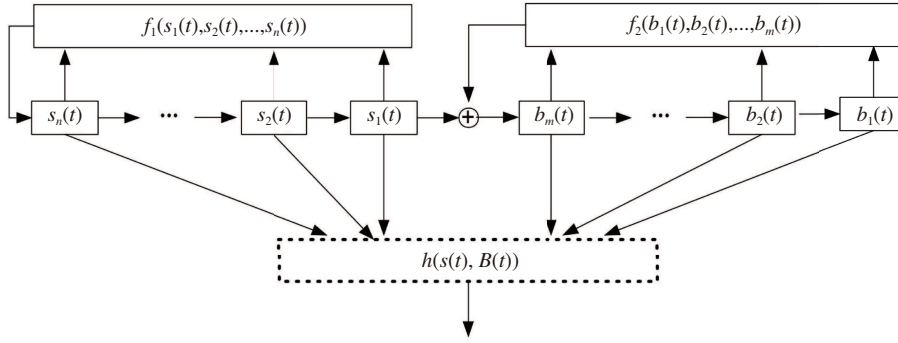 f₁(s₁(t),s₂(t),...,sₙ(t)) f₂(b₁(t),b₂(t),...,bₘ(t))
sₙ(t) ... s₂(t) s₁(t) + bₘ(t) ... b₂(t) b₁(t)
h(s(t), B(t))